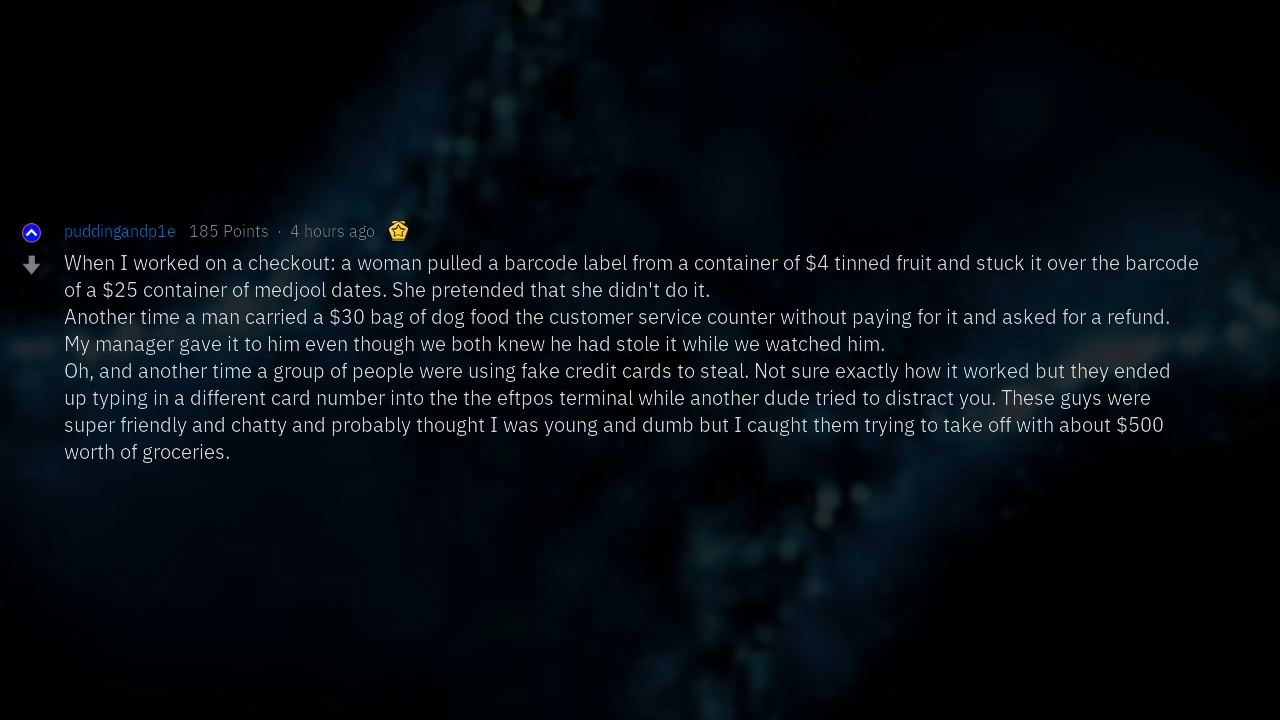 puddingandp1e 185 Points · 4 hours ago
When I worked on a checkout: a woman pulled a barcode label from a container of $4 tinned fruit and stuck it over the barcode
of a $25 container of medjool dates. She pretended that she didn't do it.
Another time a man carried a $30 bag of dog food the customer service counter without paying for it and asked for a refund.
My manager gave it to him even though we both knew he had stole it while we watched him.
Oh, and another time a group of people were using fake credit cards to steal. Not sure exactly how it worked but they ended
up typing in a different card number into the the eftpos terminal while another dude tried to distract you. These guys were
super friendly and chatty and probably thought I was young and dumb but I caught them trying to take off with about $500
worth of groceries.